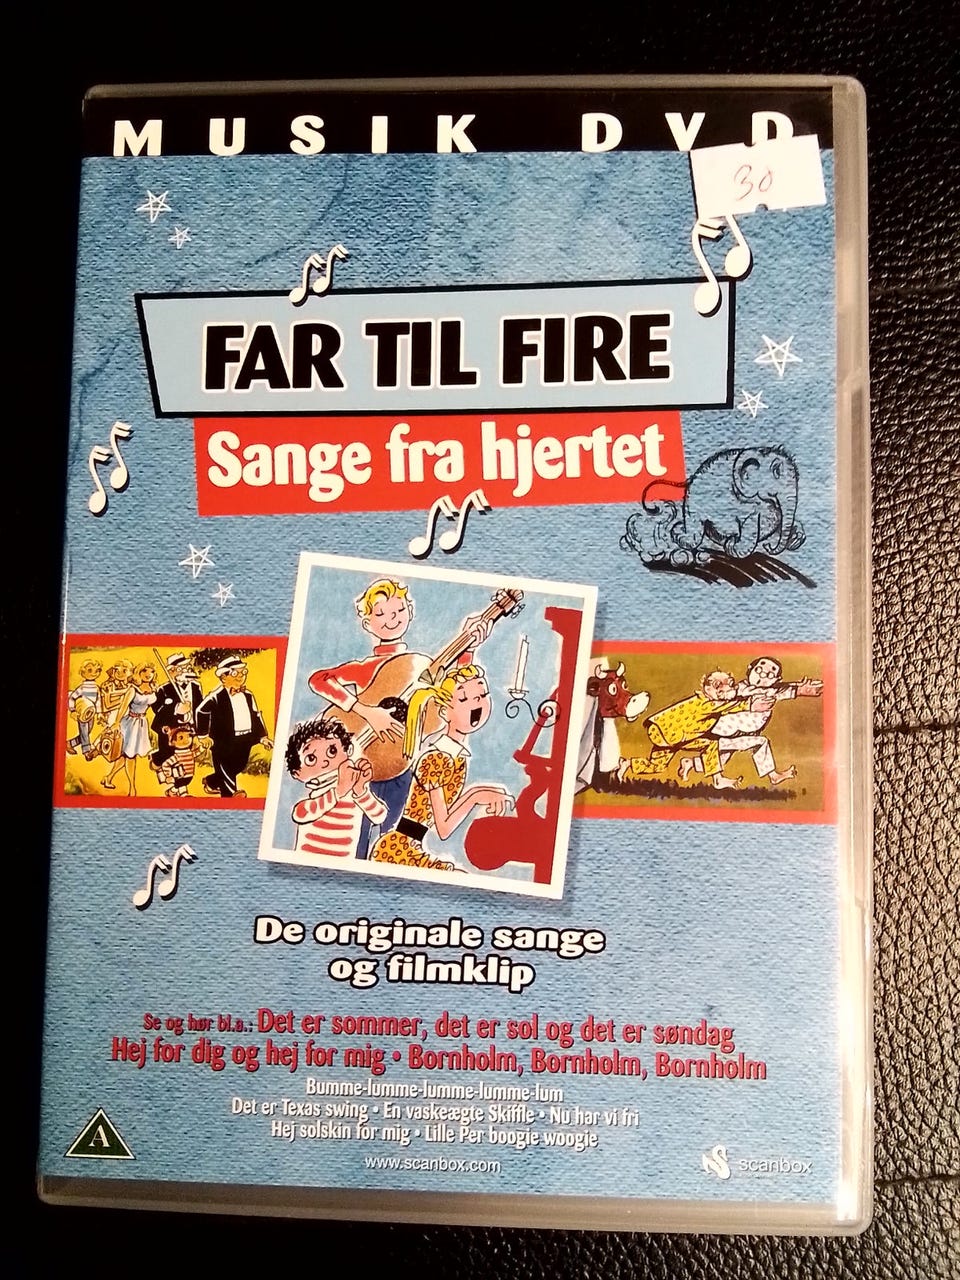 MUSIK DVD
30
FAR TIL FIRE
Sange fra hjertet
De originale sange
og filmklip
Se og hør bl.a.: Det er sommer, det er sol og det er søndag
Hej for dig og hej for mig • Bornholm, Bornholm, Bornholm
Bumme-lumme-lumme-lumme-lum
Det er Texas swing • En vaskeægte Skiffle • Nu har vi fri
Hej solskin for mig • Lille Per boogie woogie
A
www.scanbox.com
scanbox